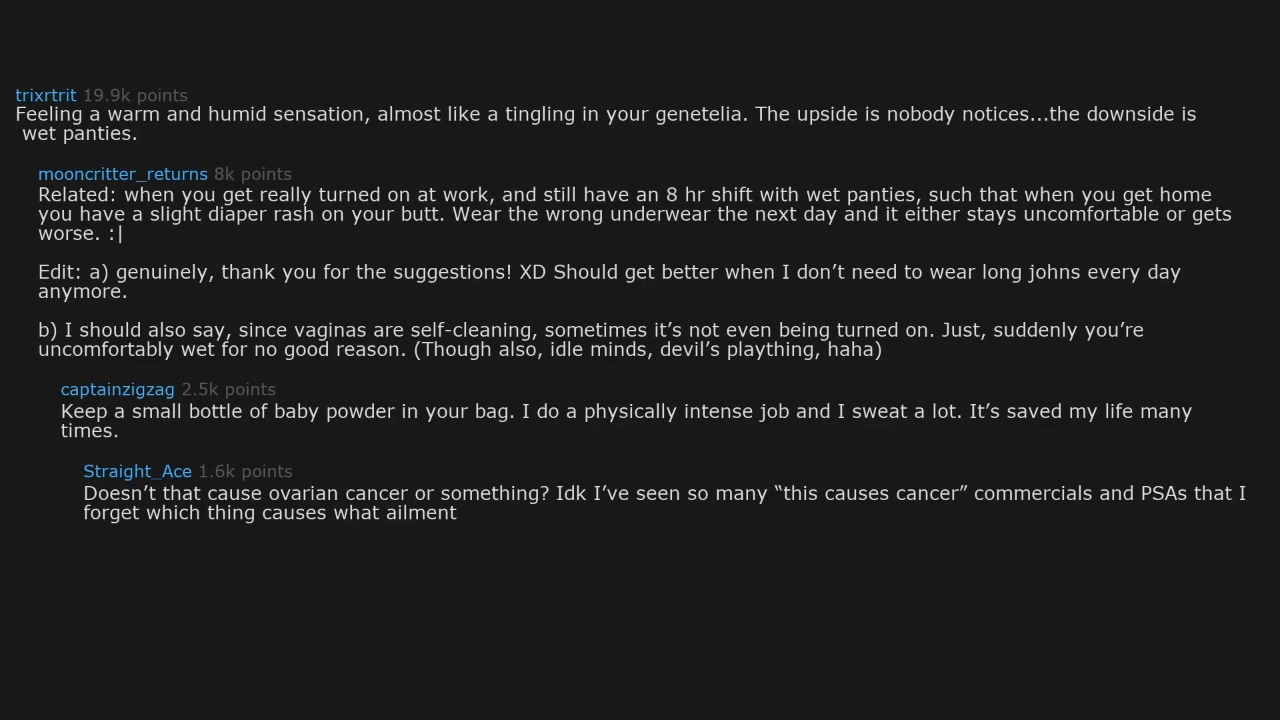 trixrtrit 19.9k points
Feeling a warm and humid sensation, almost like a tingling in your genetelia. The upside is nobody notices...the downside is
wet panties.
mooncritter_returns 8k points
Related: when you get really turned on at work, and still have an 8 hr shift with wet panties, such that when you get home
you have a slight diaper rash on your butt. Wear the wrong underwear the next day and it either stays uncomfortable or gets
worse. :|
Edit: a) genuinely, thank you for the suggestions! XD Should get better when I don’t need to wear long johns every day
anymore.
b) I should also say, since vaginas are self-cleaning, sometimes it’s not even being turned on. Just, suddenly you’re
uncomfortably wet for no good reason. (Though also, idle minds, devil’s plaything, haha)
captainzigzag 2.5k points
Keep a small bottle of baby powder in your bag. I do a physically intense job and I sweat a lot. It’s saved my life many
times.
Straight_Ace 1.6k points
Doesn’t that cause ovarian cancer or something? Idk I’ve seen so many “this causes cancer” commercials and PSAs that I
forget which thing causes what ailment